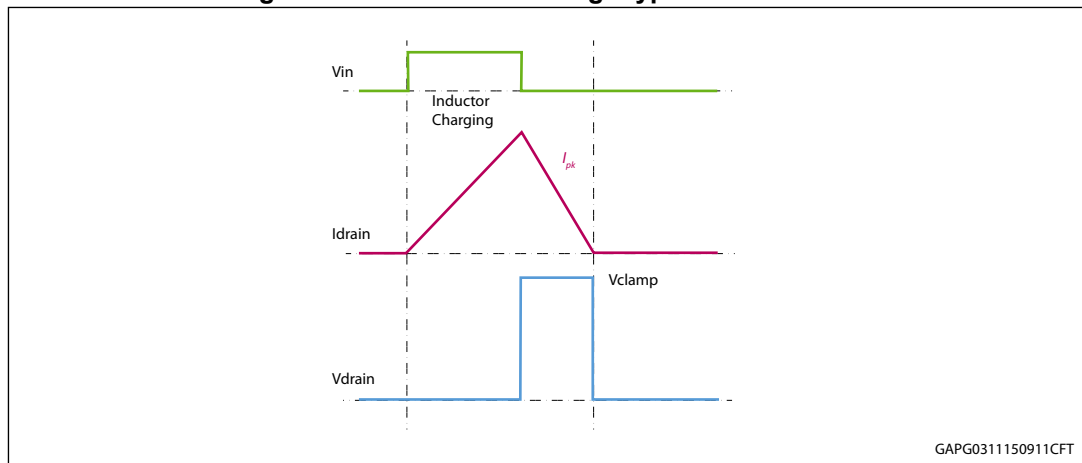 Vin
Inductor
Charging
Ipk
Idrain
Vclamp
Vdrain
GAPG0311150911CFT